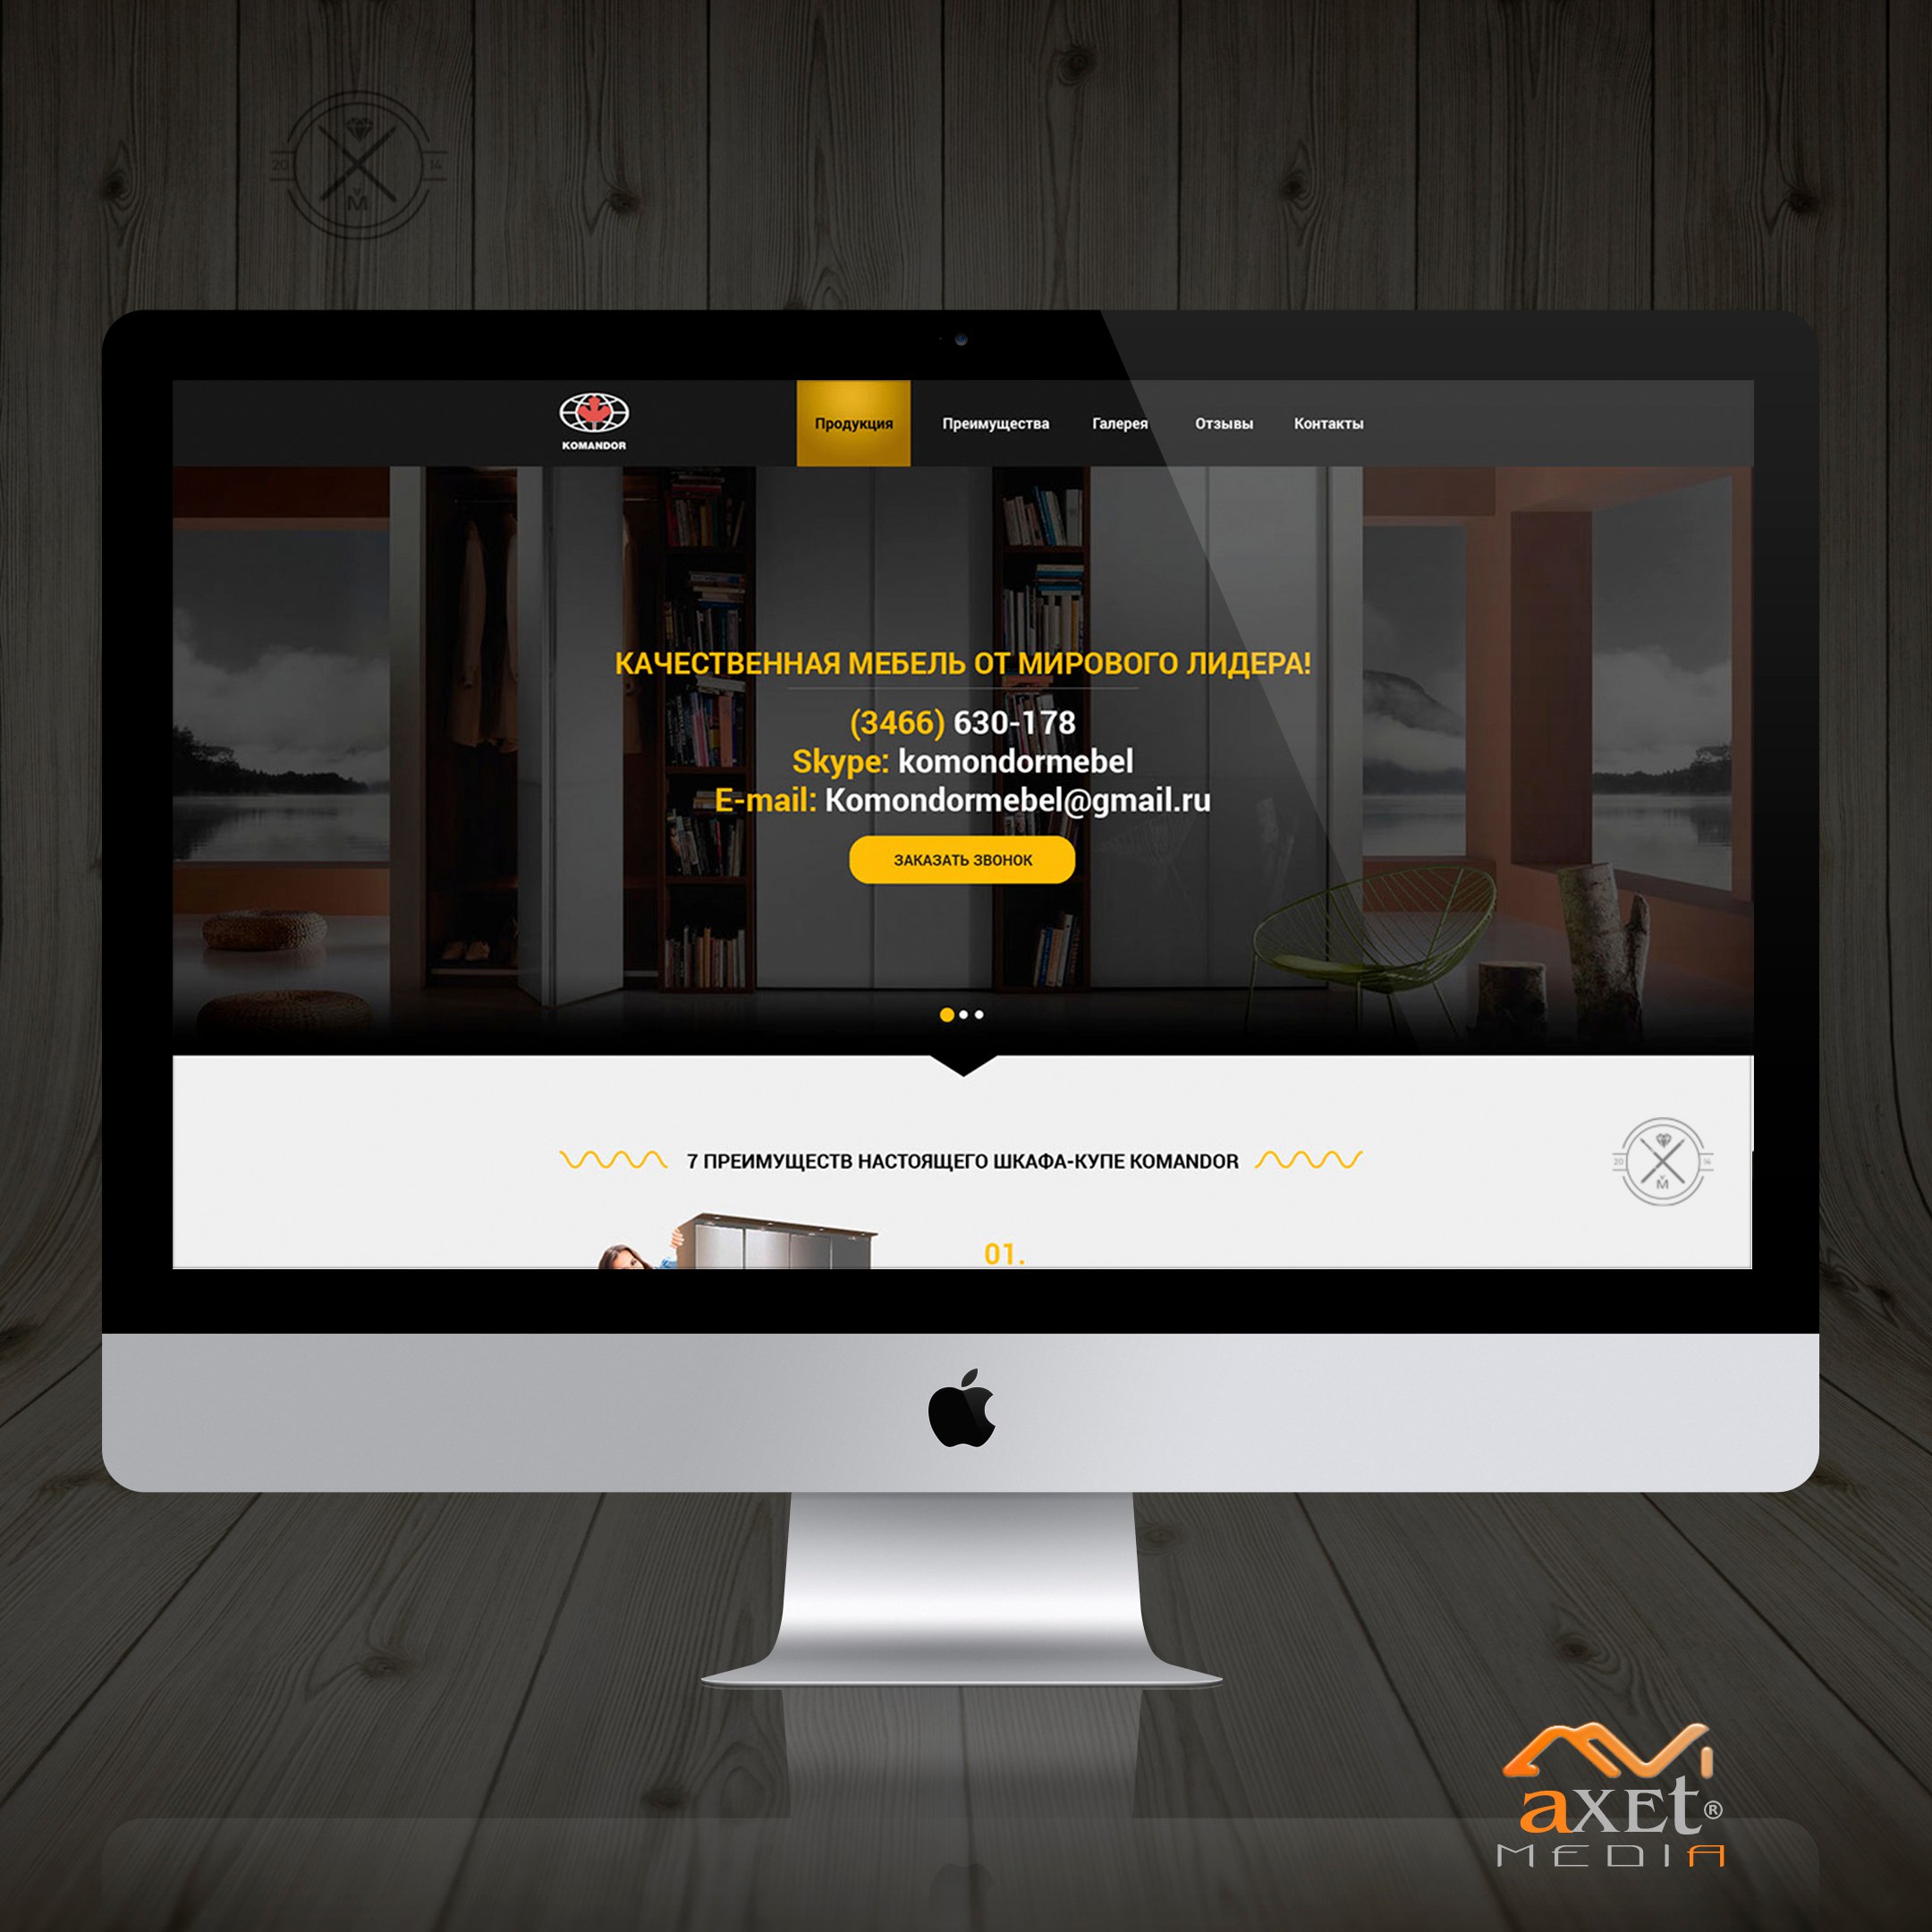 20 14
V
M
KOMANDOR
Продукция Преимущества Галерея Отзывы Контакты
КАЧЕСТВЕННАЯ МЕБЕЛЬ ОТ МИРОВОГО ЛИДЕРА!
(3466) 630-178
Skype: komondormebel
E-mail: Komondormebel@gmail.ru
ЗАКАЗАТЬ ЗВОНОК
7 ПРЕИМУЩЕСТВ НАСТОЯЩЕГО ШКАФА-КУПЕ KOMANDOR
20 14
V
M
01.
axet®
MEDIA